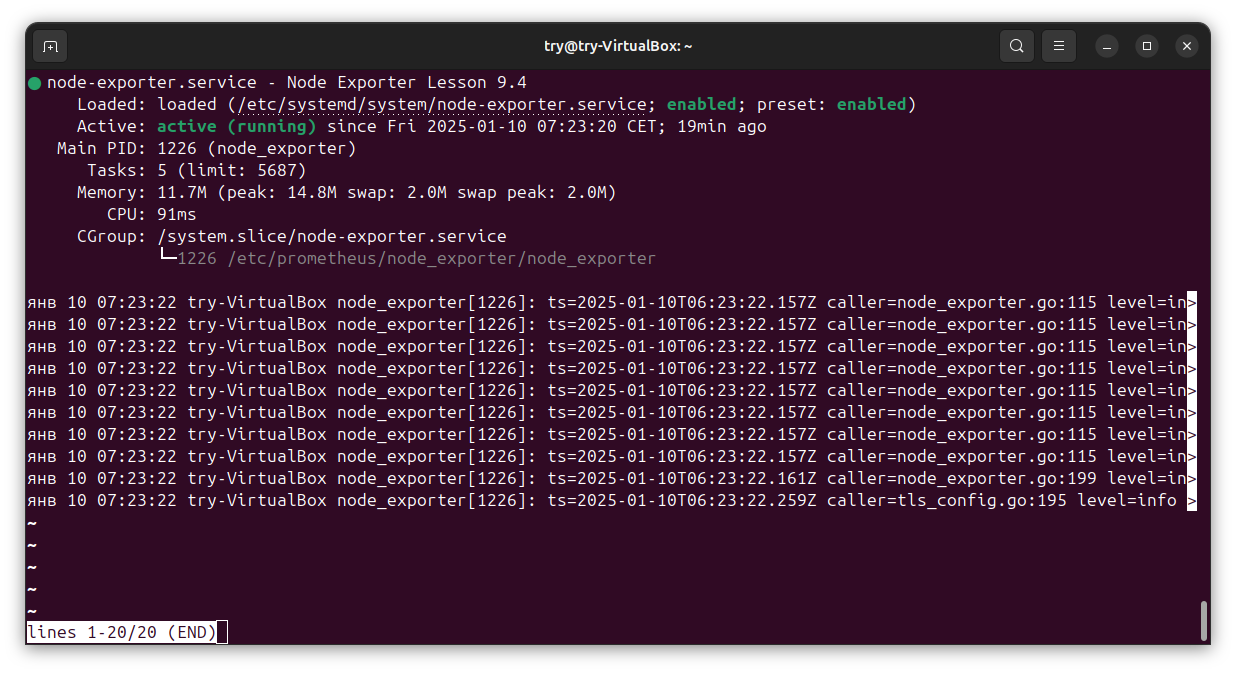 try@try-VirtualBox: ~
node-exporter.service - Node Exporter Lesson 9.4
Loaded: loaded (/etc/systemd/system/node-exporter.service; enabled; preset: enabled)
Active: active (running) since Fri 2025-01-10 07:23:20 CET; 19min ago
Main PID: 1226 (node_exporter)
Tasks: 5 (limit: 5687)
Memory: 11.7M (peak: 14.8M swap: 2.0M swap peak: 2.0M)
CPU: 91ms
CGroup: /system.slice/node-exporter.service
└─1226 /etc/prometheus/node_exporter/node_exporter
янв 10 07:23:22 try-VirtualBox node_exporter[1226]: ts=2025-01-10T06:23:22.157Z caller=node_exporter.go:115 level=in>
янв 10 07:23:22 try-VirtualBox node_exporter[1226]: ts=2025-01-10T06:23:22.157Z caller=node_exporter.go:115 level=in>
янв 10 07:23:22 try-VirtualBox node_exporter[1226]: ts=2025-01-10T06:23:22.157Z caller=node_exporter.go:115 level=in>
янв 10 07:23:22 try-VirtualBox node_exporter[1226]: ts=2025-01-10T06:23:22.157Z caller=node_exporter.go:115 level=in>
янв 10 07:23:22 try-VirtualBox node_exporter[1226]: ts=2025-01-10T06:23:22.157Z caller=node_exporter.go:115 level=in>
янв 10 07:23:22 try-VirtualBox node_exporter[1226]: ts=2025-01-10T06:23:22.157Z caller=node_exporter.go:115 level=in>
янв 10 07:23:22 try-VirtualBox node_exporter[1226]: ts=2025-01-10T06:23:22.157Z caller=node_exporter.go:115 level=in>
янв 10 07:23:22 try-VirtualBox node_exporter[1226]: ts=2025-01-10T06:23:22.157Z caller=node_exporter.go:115 level=in>
янв 10 07:23:22 try-VirtualBox node_exporter[1226]: ts=2025-01-10T06:23:22.161Z caller=node_exporter.go:199 level=in>
янв 10 07:23:22 try-VirtualBox node_exporter[1226]: ts=2025-01-10T06:23:22.259Z caller=tls_config.go:195 level=info >
~
~
~
~
~
lines 1-20/20 (END)